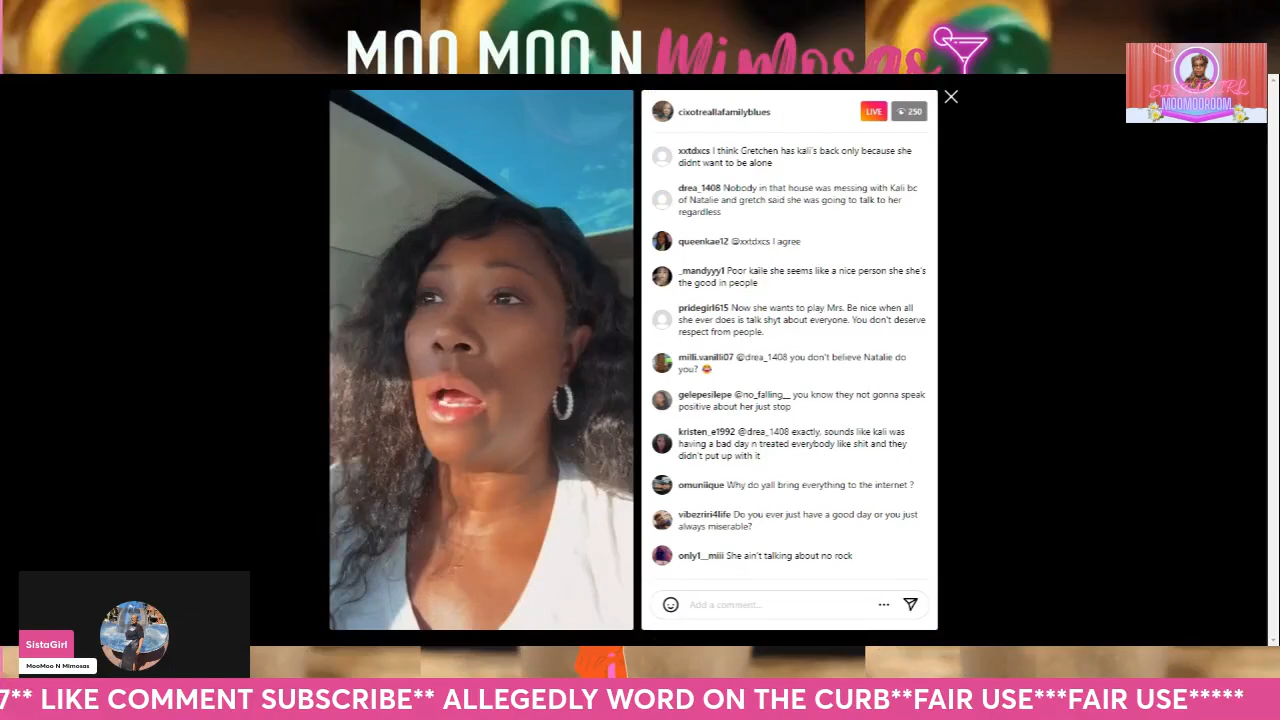 MOO MOO N Mimosas
SISTAGIRL
MOOMOOROOM
cixotreallafamilyblues
LIVE
250
xxtdxcs I think Gretchen has kali's back only because she
didnt want to be alone
drea_1408 Nobody in that house was messing with Kali bc
of Natalie and gretch said she was going to talk to her
regardless
queenkae12 @xxtdxcs I agree
_mandyyy1 Poor kaile she seems like a nice person she she's
the good in people
pridegirl615 Now she wants to play Mrs. Be nice when all
she ever does is talk shyt about everyone. You don't deserve
respect from people.
milli.vanilli07 @drea_1408 you don't believe Natalie do
you? 😍
gelepesilepe @no_falling__ you know they not gonna speak
positive about her just stop
kristen_e1992 @drea_1408 exactly, sounds like kali was
having a bad day n treated everybody like shit and they
didn't put up with it
omuniique Why do yall bring everything to the internet ?
vibezriri4life Do you ever just have a good day or you just
always miserable?
only1__miii She ain't talking about no rock
Add a comment...
SistaGirl
MooMoo N Mimosas
7** LIKE COMMENT SUBSCRIBE** ALLEGEDLY WORD ON THE CURB**FAIR USE***FAIR USE*****